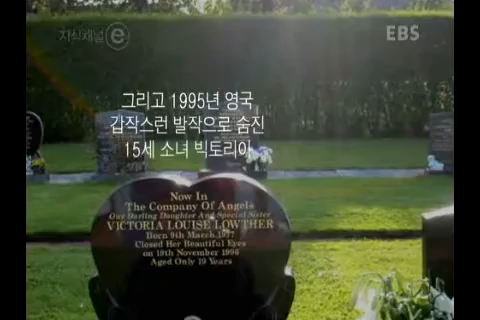 지식채널 e
EBS
그리고 1995년 영국
갑작스런 발작으로 숨진
15세 소녀 빅토리아
Now In
The Company Of Angels
Our Darling Daughter And Special Sister
VICTORIA LOUISE LOWTHER
Born 9th March 1977
Closed Her Beautiful Eyes
on 19th November 1996
Aged Only 19 Years